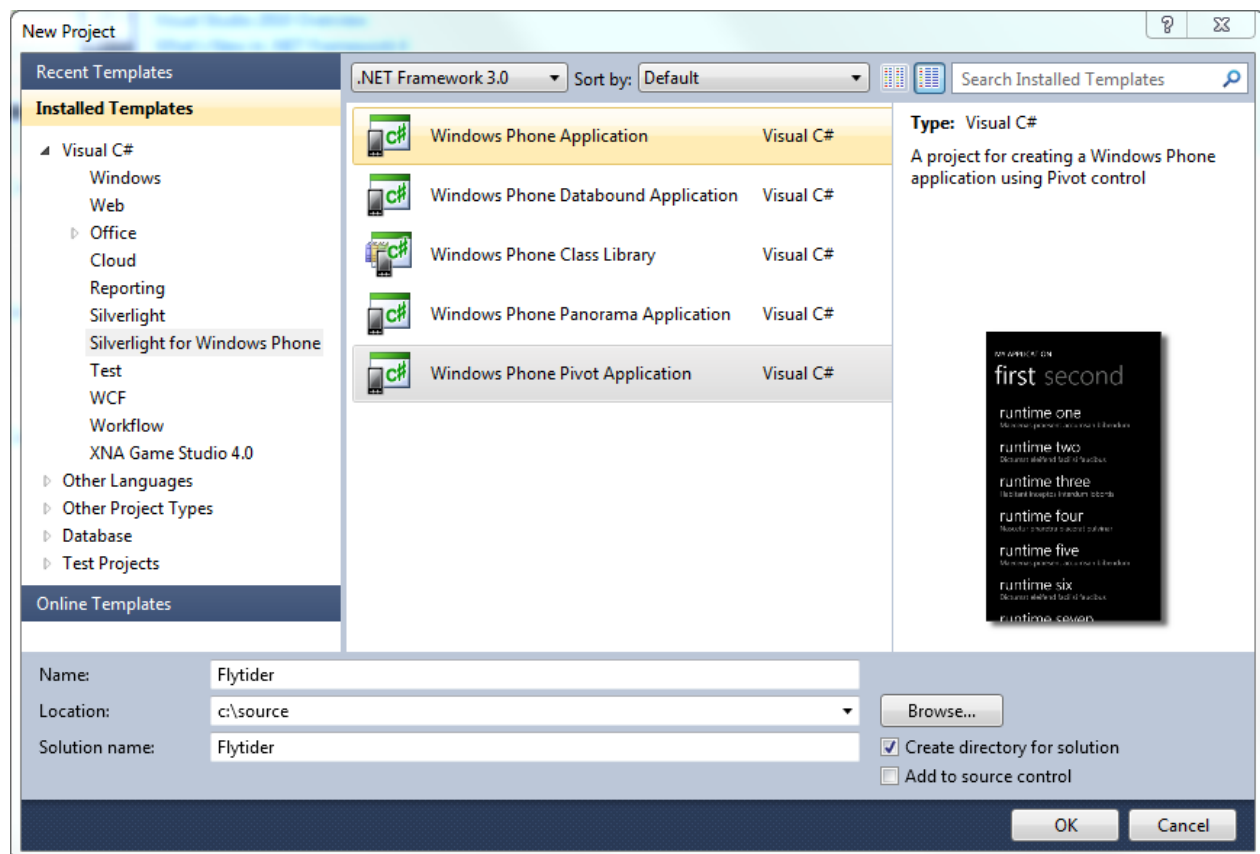 New Project
Recent Templates
.NET Framework 3.0 Sort by: Default Search Installed Templates
Installed Templates
Visual C#
Windows
Web
Office
Cloud
Reporting
Silverlight
Silverlight for Windows Phone
Test
WCF
Workflow
XNA Game Studio 4.0
Other Languages
Other Project Types
Database
Test Projects
Online Templates
Windows Phone Application Visual C#
Windows Phone Databound Application Visual C#
Windows Phone Class Library Visual C#
Windows Phone Panorama Application Visual C#
Windows Phone Pivot Application Visual C#
Type: Visual C#
A project for creating a Windows Phone
application using Pivot control
MY APPLICATION
first second
runtime one
runtime two
runtime three
runtime four
runtime five
runtime six
runtime seven
Name: Flytider
Location: c:\source
Browse...
Solution name: Flytider
Create directory for solution
Add to source control
OK Cancel